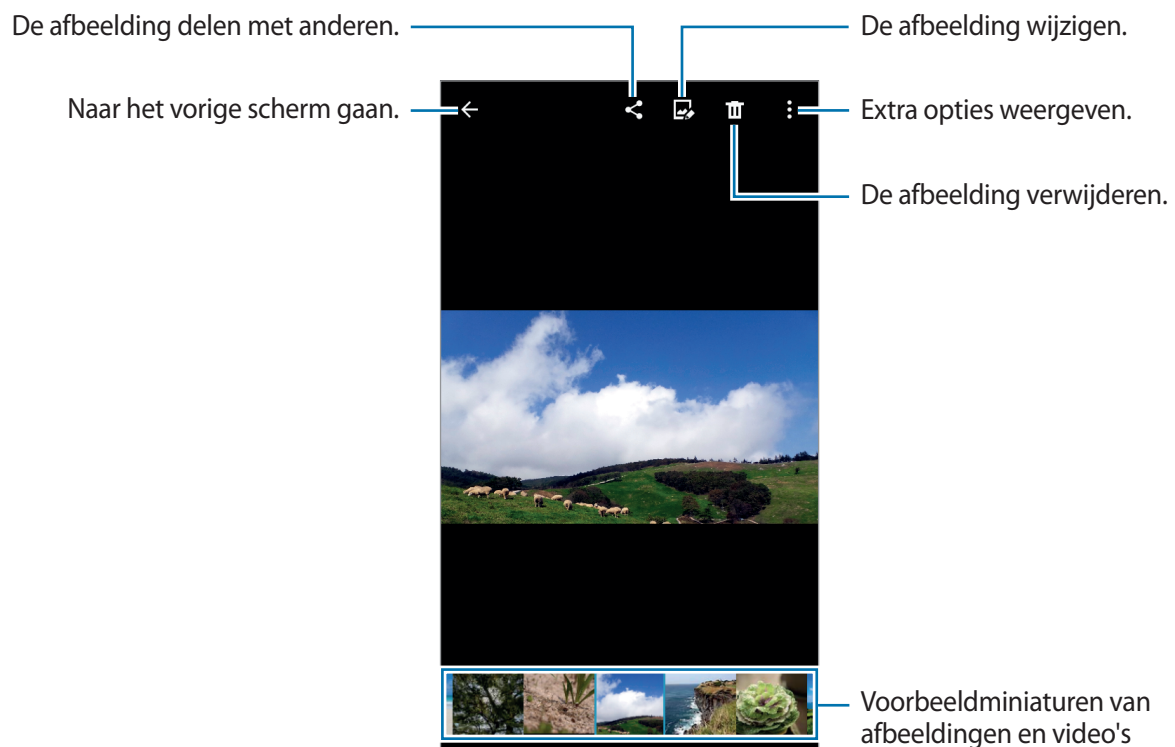 De afbeelding delen met anderen.
De afbeelding wijzigen.
Naar het vorige scherm gaan.
Extra opties weergeven.
De afbeelding verwijderen.
Voorbeeldminiaturen van
afbeeldingen en video's